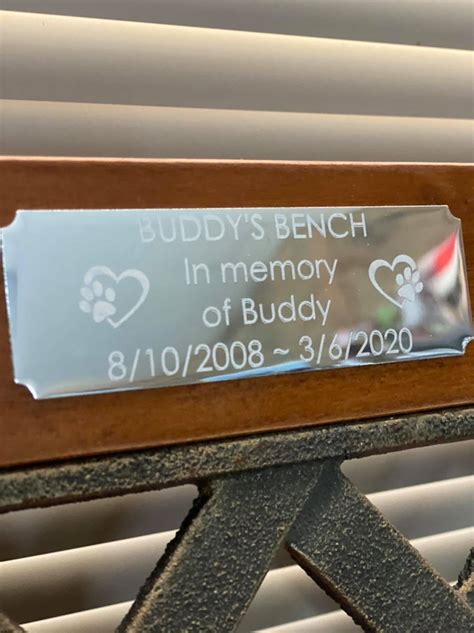 BUDDY'S BENCH
In memory
of Buddy
8/10/2008 ~ 3/6/2020